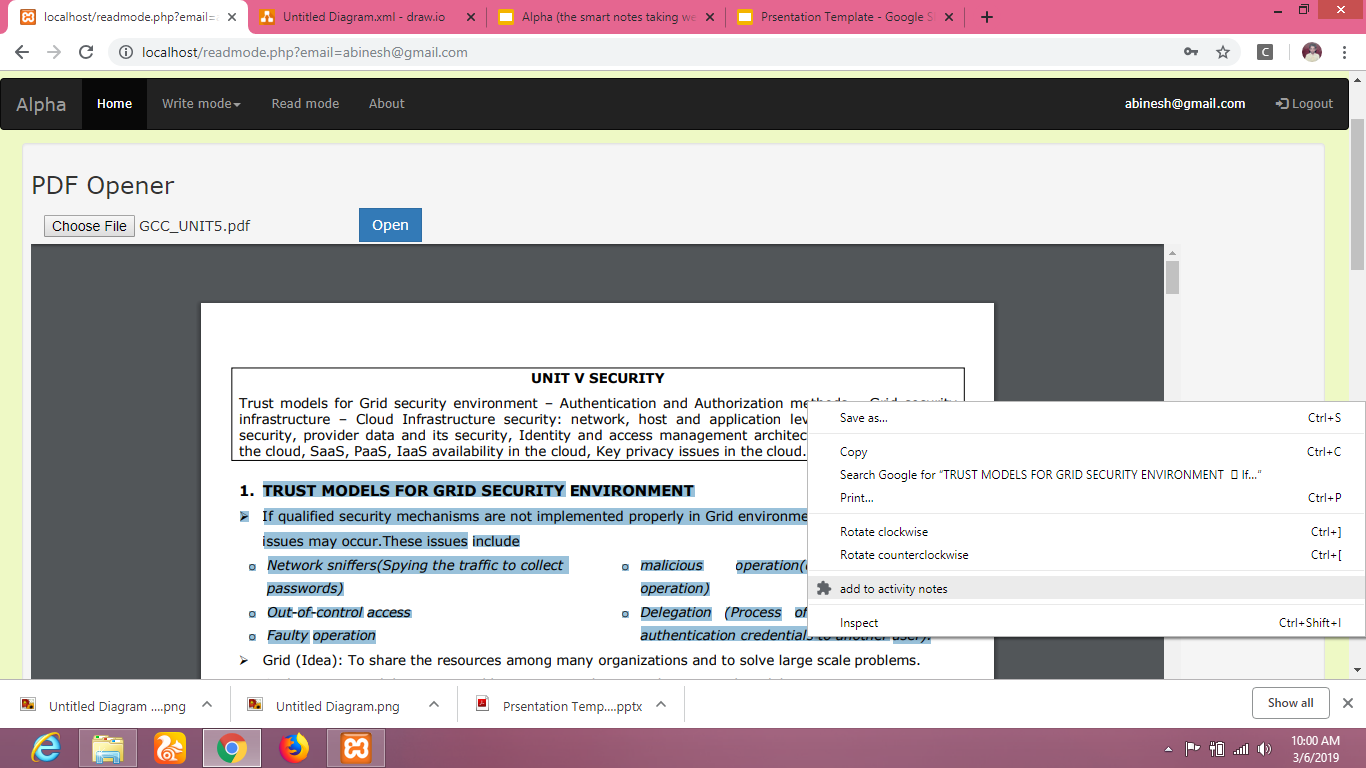 localhost/readmode.php?email=a
Untitled Diagram.xml - draw.io
Alpha (the smart notes taking we
Prsentation Template - Google S
localhost/readmode.php?email=abinesh@gmail.com
C
Alpha
Home
Write mode
Read mode
About
abinesh@gmail.com
Logout
PDF Opener
Choose File GCC_UNIT5.pdf
Open
UNIT V SECURITY
Trust models for Grid security environment – Authentication and Authorization methods – Grid security
infrastructure – Cloud Infrastructure security: network, host and application lev
security, provider data and its security, Identity and access management architec
the cloud, SaaS, PaaS, IaaS availability in the cloud, Key privacy issues in the cloud.
1. TRUST MODELS FOR GRID SECURITY ENVIRONMENT
➢ If qualified security mechanisms are not implemented properly in Grid environme
issues may occur.These issues include
Network sniffers(Spying the traffic to collect
passwords)
Out-of-control access
Faulty operation
malicious operation(
operation)
Delegation (Process of
authentication credentials to another user).
➢ Grid (Idea): To share the resources among many organizations and to solve large scale problems.
Save as... Ctrl+S
Copy Ctrl+C
Search Google for “TRUST MODELS FOR GRID SECURITY ENVIRONMENT If...”
Print... Ctrl+P
Rotate clockwise Ctrl+]
Rotate counterclockwise Ctrl+[
add to activity notes
Inspect Ctrl+Shift+I
Untitled Diagram ....png
Untitled Diagram.png
Prsentation Temp....pptx
Show all
10:00 AM
3/6/2019